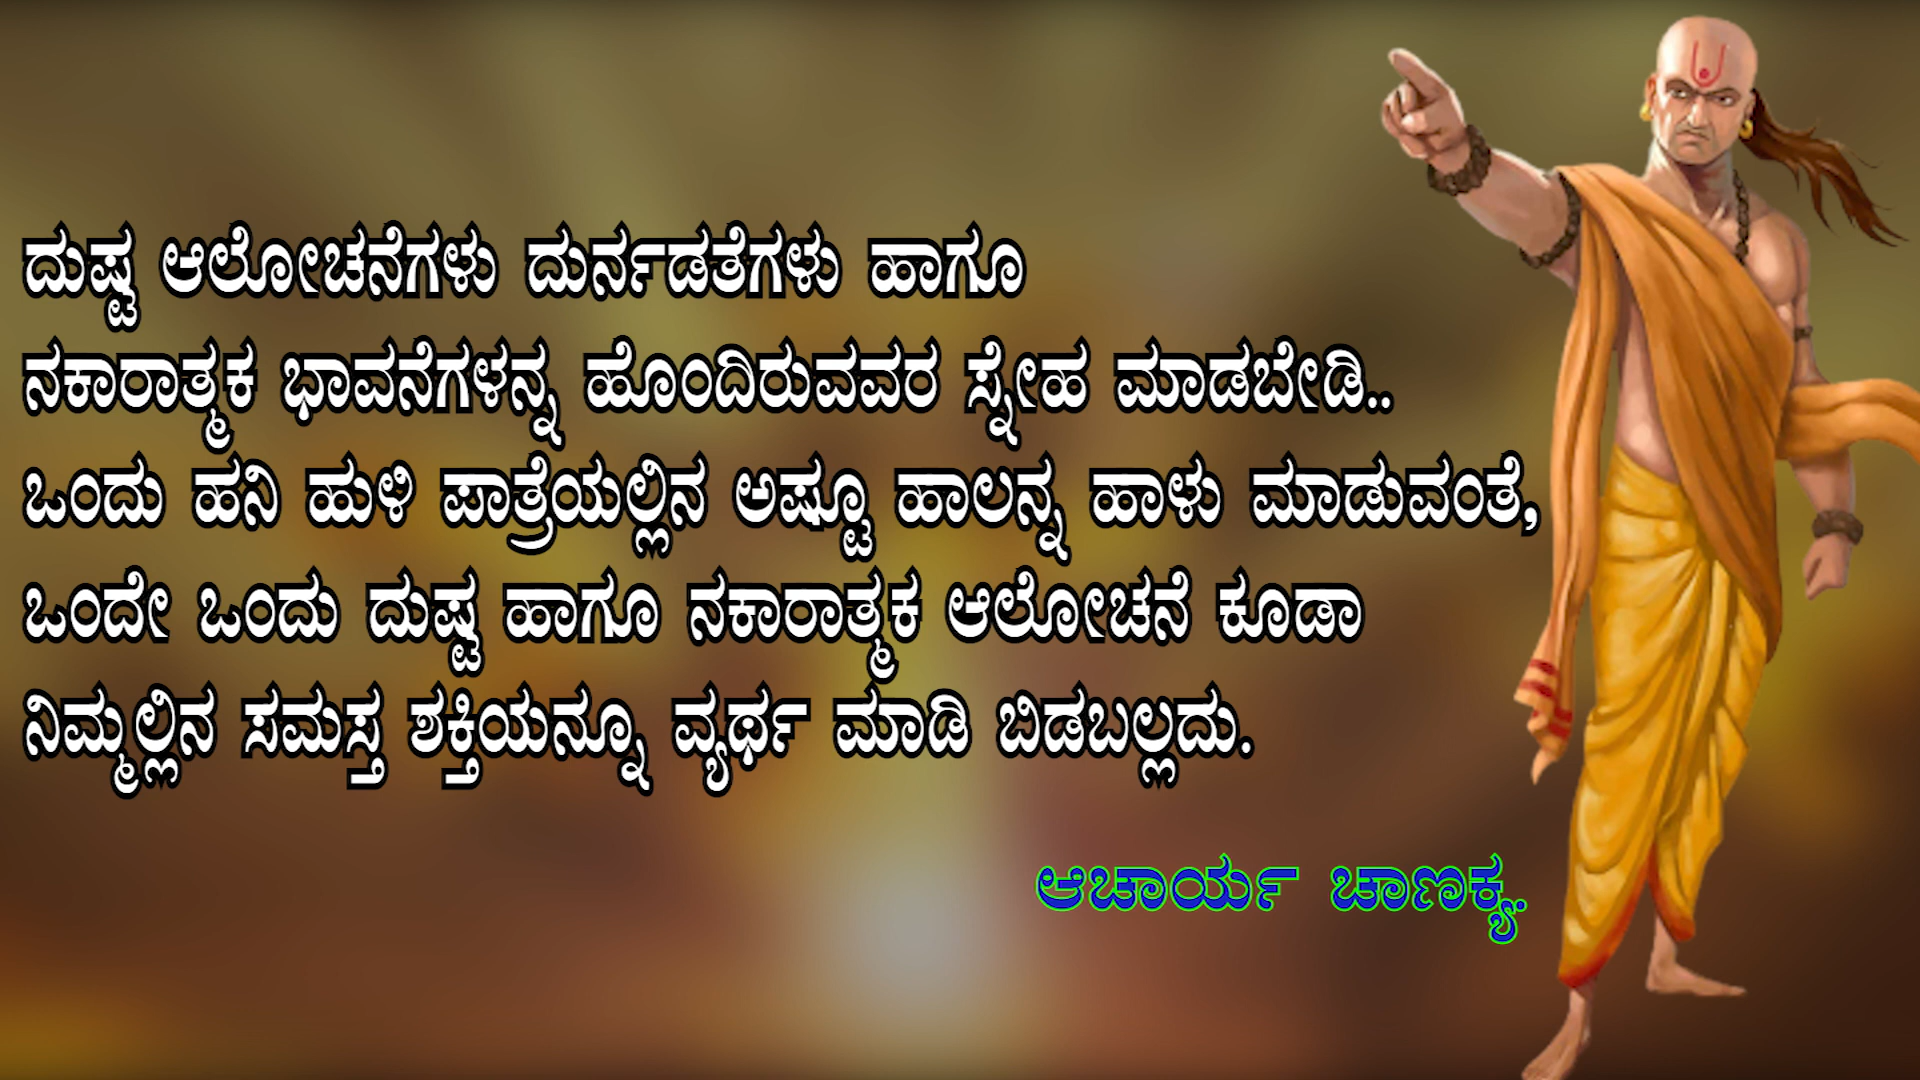 ದುಷ್ಟ ಆಲೋಚನೆಗಳು ದುರ್ನಡತೆಗಳು ಹಾಗೂ
ನಕಾರಾತ್ಮಕ ಭಾವನೆಗಳನ್ನ ಹೊಂದಿರುವವರ ಸ್ನೇಹ ಮಾಡಬೇಡಿ..
ಒಂದು ಹನಿ ಹುಳಿ ಪಾತ್ರೆಯಲ್ಲಿನ ಅಷ್ಟೂ ಹಾಲನ್ನ ಹಾಳು ಮಾಡುವಂತೆ,
ಒಂದೇ ಒಂದು ದುಷ್ಟ ಹಾಗೂ ನಕಾರಾತ್ಮಕ ಆಲೋಚನೆ ಕೂಡಾ
ನಿಮ್ಮಲ್ಲಿನ ಸಮಸ್ತ ಶಕ್ತಿಯನ್ನೂ ವ್ಯರ್ಥ ಮಾಡಿ ಬಿಡಬಲ್ಲದು.
ಆಚಾರ್ಯ ಚಾಣಕ್ಯ.